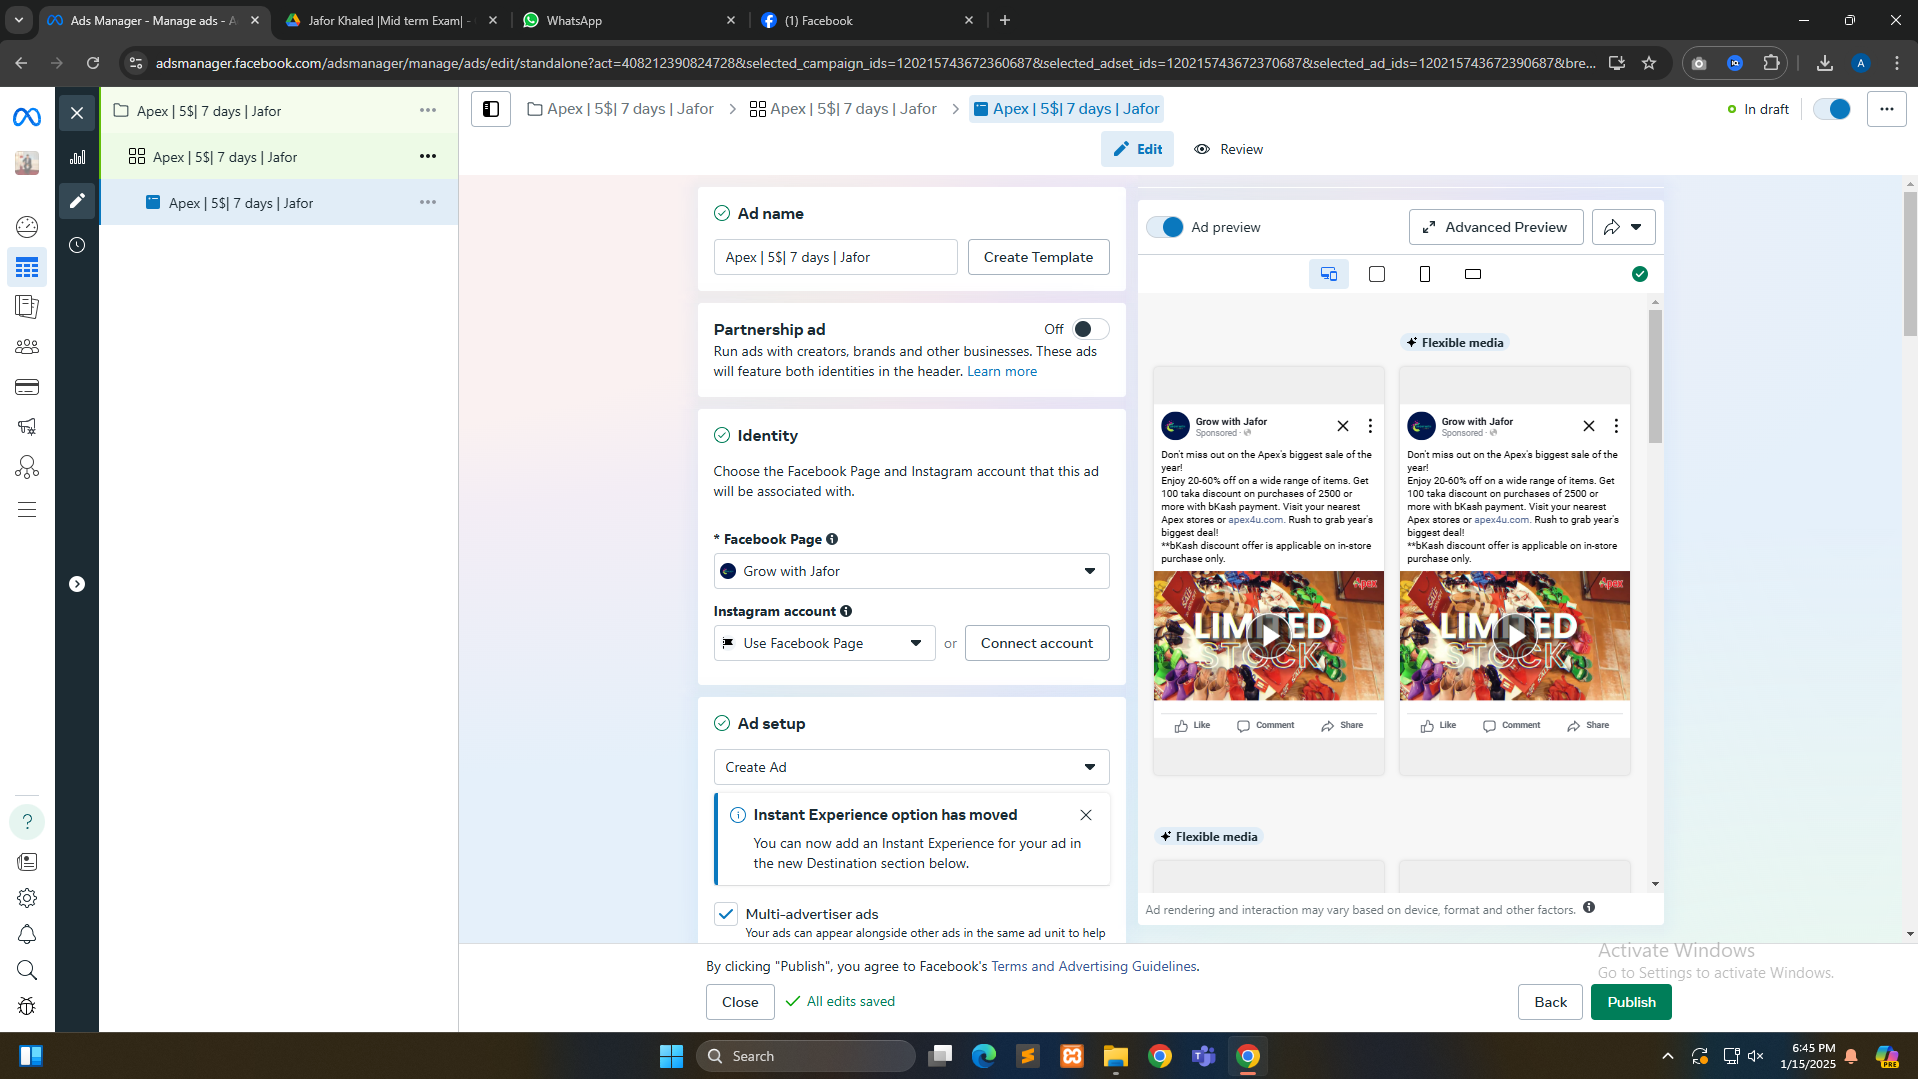 Ads Manager - Manage ads - A
Jafor Khaled |Mid term Exam| -
WhatsApp
(1) Facebook
adsmanager.facebook.com/adsmanager/manage/ads/edit/standalone?act=408212390824728&selected_campaign_ids=120215743672360687&selected_adset_ids=120215743672370687&selected_ad_ids=120215743672390687&bre...
A
Apex | 5$| 7 days | Jafor
Apex | 5$| 7 days | Jafor
Apex | 5$| 7 days | Jafor
Apex | 5$| 7 days | Jafor
Apex | 5$| 7 days | Jafor
Apex | 5$| 7 days | Jafor
In draft
Edit
Review
Ad name
Apex | 5$| 7 days | Jafor
Create Template
Partnership ad
Off
Run ads with creators, brands and other businesses. These ads
will feature both identities in the header. Learn more
Identity
Choose the Facebook Page and Instagram account that this ad
will be associated with.
* Facebook Page
Grow with Jafor
Instagram account
Use Facebook Page
or
Connect account
Ad setup
Create Ad
Instant Experience option has moved
You can now add an Instant Experience for your ad in
the new Destination section below.
Multi-advertiser ads
Your ads can appear alongside other ads in the same ad unit to help
Ad preview
Advanced Preview
Flexible media
Grow with Jafor
Sponsored ·
Don't miss out on the Apex's biggest sale of the
year!
Enjoy 20-60% off on a wide range of items. Get
100 taka discount on purchases of 2500 or
more with bKash payment. Visit your nearest
Apex stores or apex4u.com. Rush to grab year's
biggest deal!
**bKash discount offer is applicable on in-store
purchase only.
Apex
SALE
LIMITED
STOCK
Like
Comment
Share
Grow with Jafor
Sponsored ·
Don't miss out on the Apex's biggest sale of the
year!
Enjoy 20-60% off on a wide range of items. Get
100 taka discount on purchases of 2500 or
more with bKash payment. Visit your nearest
Apex stores or apex4u.com. Rush to grab year's
biggest deal!
**bKash discount offer is applicable on in-store
purchase only.
Apex
SALE
LIMITED
STOCK
Like
Comment
Share
Flexible media
Ad rendering and interaction may vary based on device, format and other factors.
By clicking "Publish", you agree to Facebook's Terms and Advertising Guidelines.
Close
All edits saved
Back
Publish
Activate Windows
Go to Settings to activate Windows.
Search
6:45 PM
1/15/2025
PRE